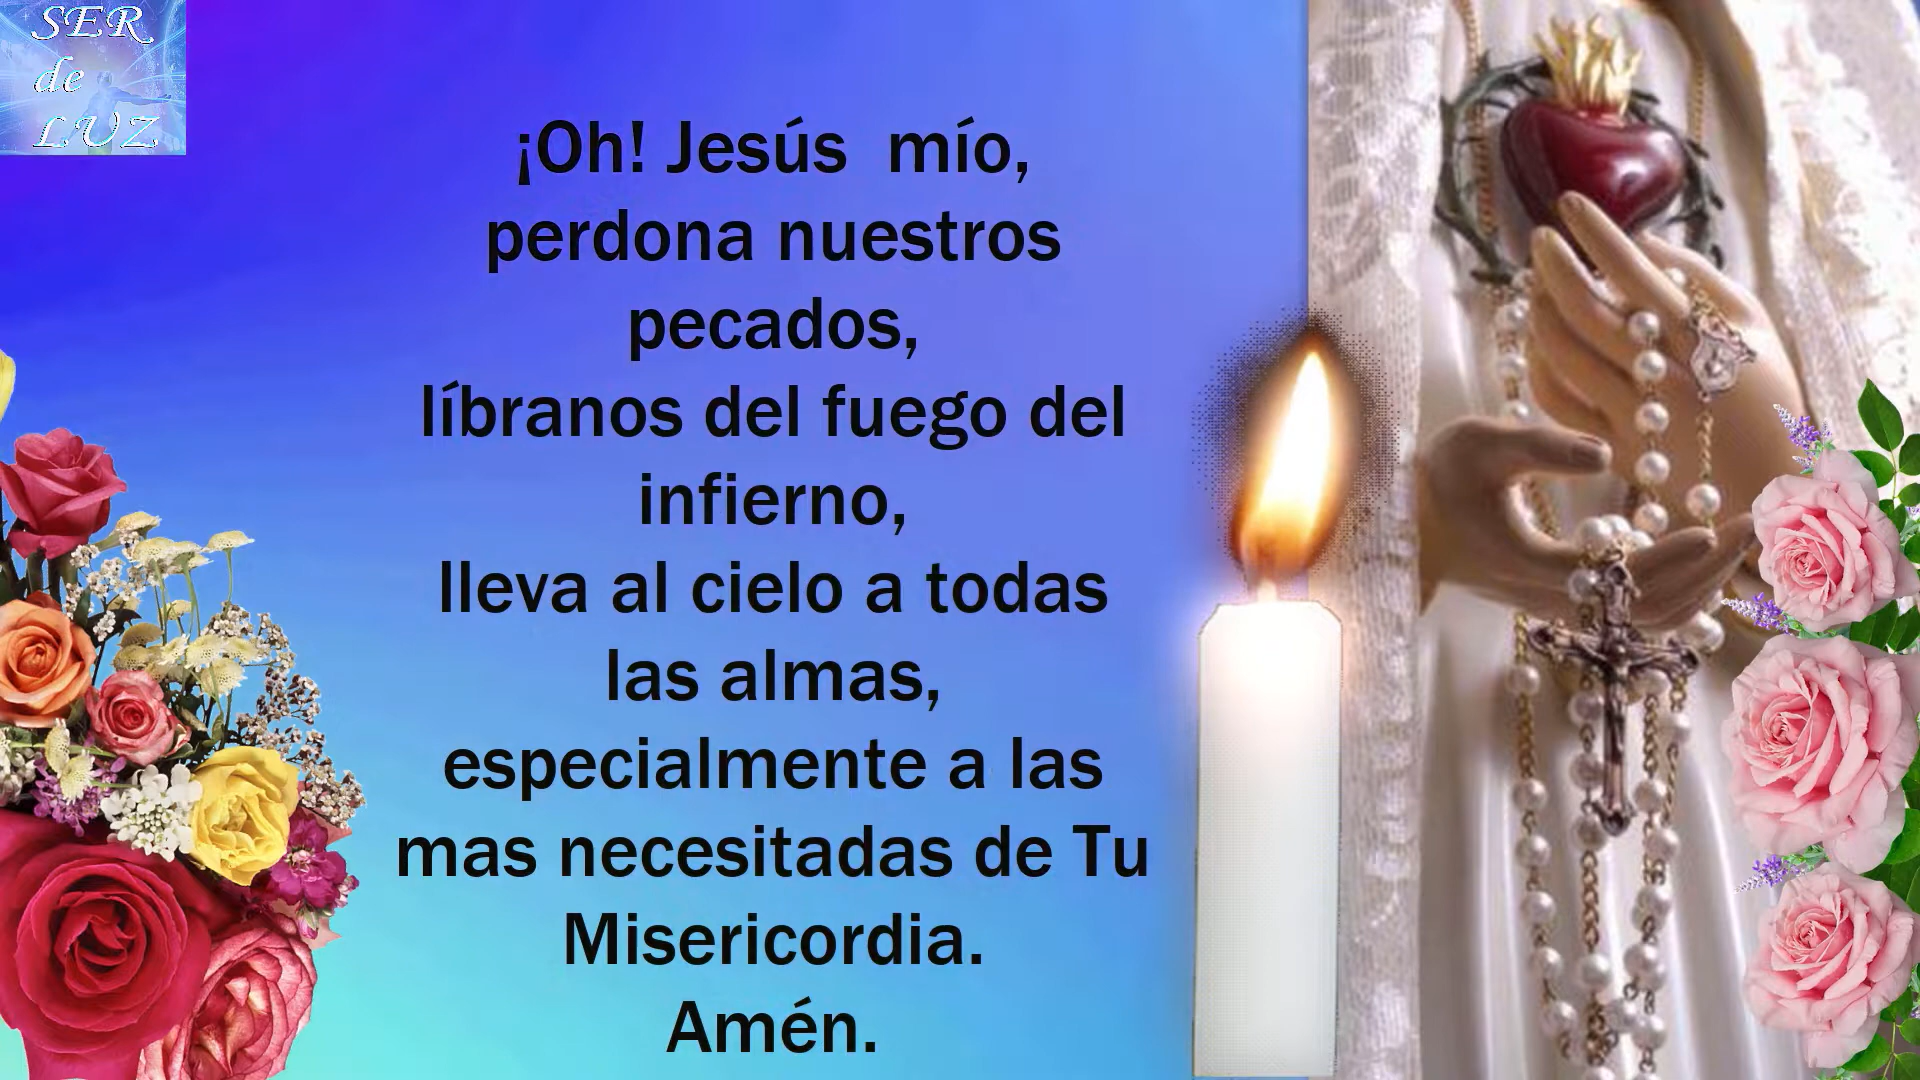 SER
de
LUZ
¡Oh! Jesús  mío,
perdona nuestros
pecados,
líbranos del fuego del
infierno,
lleva al cielo a todas
las almas,
especialmente a las
mas necesitadas de Tu
Misericordia.
Amén.